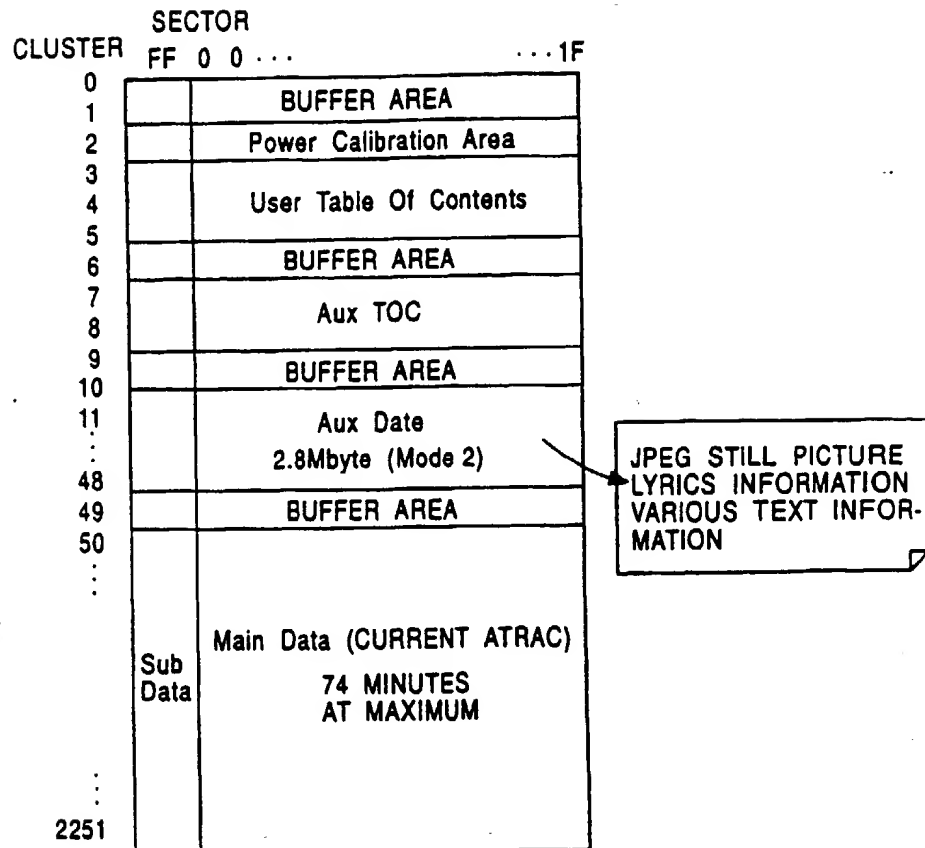 SECTOR
CLUSTER FF 0 0 ··· ···1F
0
1 BUFFER AREA
2 Power Calibration Area
3
4 User Table Of Contents
5
6 BUFFER AREA
7
8 Aux TOC
9 BUFFER AREA
10
11 Aux Date
2.8Mbyte (Mode 2)
48
49 BUFFER AREA
50
JPEG STILL PICTURE
LYRICS INFORMATION
VARIOUS TEXT INFOR-
MATION
Sub
Data
Main Data (CURRENT ATRAC)
74 MINUTES
AT MAXIMUM
2251